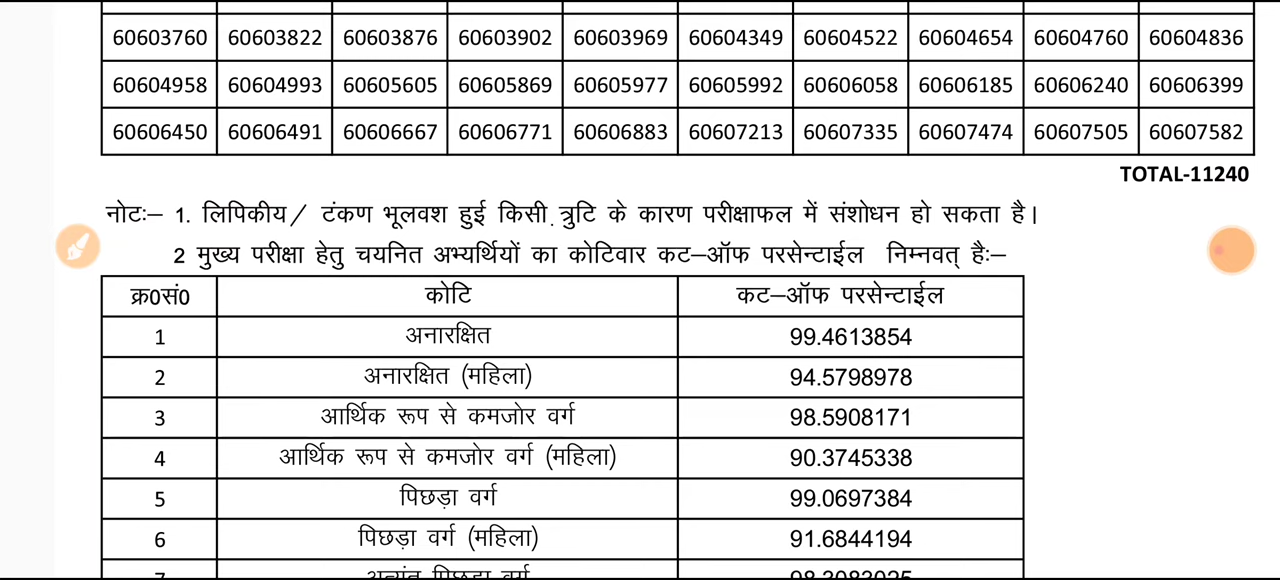 60603760 60603822 60603876 60603902 60603969 60604349 60604522 60604654 60604760 60604836
60604958 60604993 60605605 60605869 60605977 60605992 60606058 60606185 60606240 60606399
60606450 60606491 60606667 60606771 60606883 60607213 60607335 60607474 60607505 60607582
TOTAL-11240
नोटः– 1. लिपिकीय/ टंकण भूलवश हुई किसी त्रुटि के कारण परीक्षाफल में संशोधन हो सकता है।
2 मुख्य परीक्षा हेतु चयनित अभ्यर्थियों का कोटिवार कट–ऑफ परसेन्टाईल निम्नवत् हैः–
क्र0सं0 कोटि कट–ऑफ परसेन्टाईल
1 अनारक्षित 99.4613854
2 अनारक्षित (महिला) 94.5798978
3 आर्थिक रूप से कमजोर वर्ग 98.5908171
4 आर्थिक रूप से कमजोर वर्ग (महिला) 90.3745338
5 पिछड़ा वर्ग 99.0697384
6 पिछड़ा वर्ग (महिला) 91.6844194
7 अत्यंत पिछड़ा वर्ग